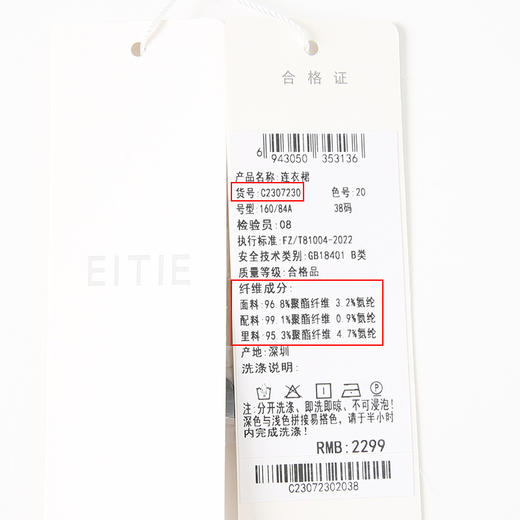 EITIE
合格证
6 943050 353136
产品名称:连衣裙
货号:C2307230 色号:20
号型:160/84A 38码
检验员:08
执行标准:FZ/T81004-2022
安全技术类别:GB18401 B类
质量等级:合格品
纤维成分:
面料:96.8%聚酯纤维 3.2%氨纶
配料:99.1%聚酯纤维 0.9%氨纶
里料:95.3%聚酯纤维 4.7%氨纶
产地:深圳
洗涤说明:
注:分开洗涤、即洗即晾、不可浸泡!
深色与浅色拼接易搭色,请于半小时
内完成洗涤!
RMB:2299
C23072302038